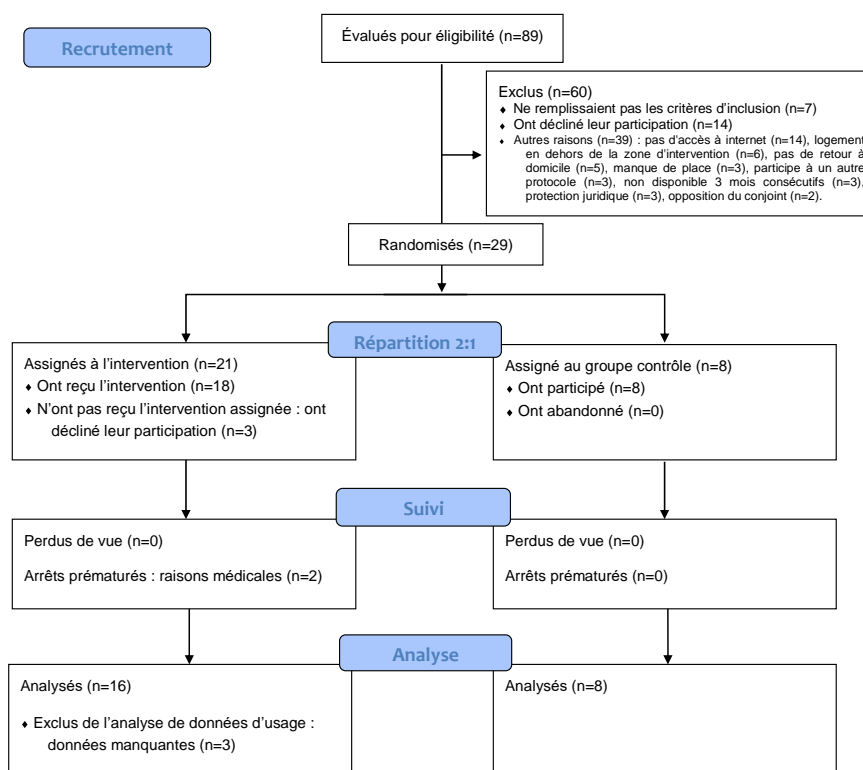 Évalués pour éligibilité (n=89)
Recrutement
Exclus (n=60)
♦ Ne remplissaient pas les critères d'inclusion (n=7)
♦ Ont décliné leur participation (n=14)
♦ Autres raisons (n=39) : pas d'accès à internet (n=14), logement
en dehors de la zone d'intervention (n=6), pas de retour à
domicile (n=5), manque de place (n=3), participe à un autre
protocole (n=3), non disponible 3 mois consécutifs (n=3),
protection juridique (n=3), opposition du conjoint (n=2).
Randomisés (n=29)
Répartition 2:1
Assignés à l'intervention (n=21)
♦ Ont reçu l'intervention (n=18)
♦ N'ont pas reçu l'intervention assignée : ont
décliné leur participation (n=3)
Assigné au groupe contrôle (n=8)
♦ Ont participé (n=8)
♦ Ont abandonné (n=0)
Suivi
Perdus de vue (n=0)
Arrêts prématurés : raisons médicales (n=2)
Perdus de vue (n=0)
Arrêts prématurés (n=0)
Analyse
Analysés (n=16)
♦ Exclus de l'analyse de données d'usage :
données manquantes (n=3)
Analysés (n=8)